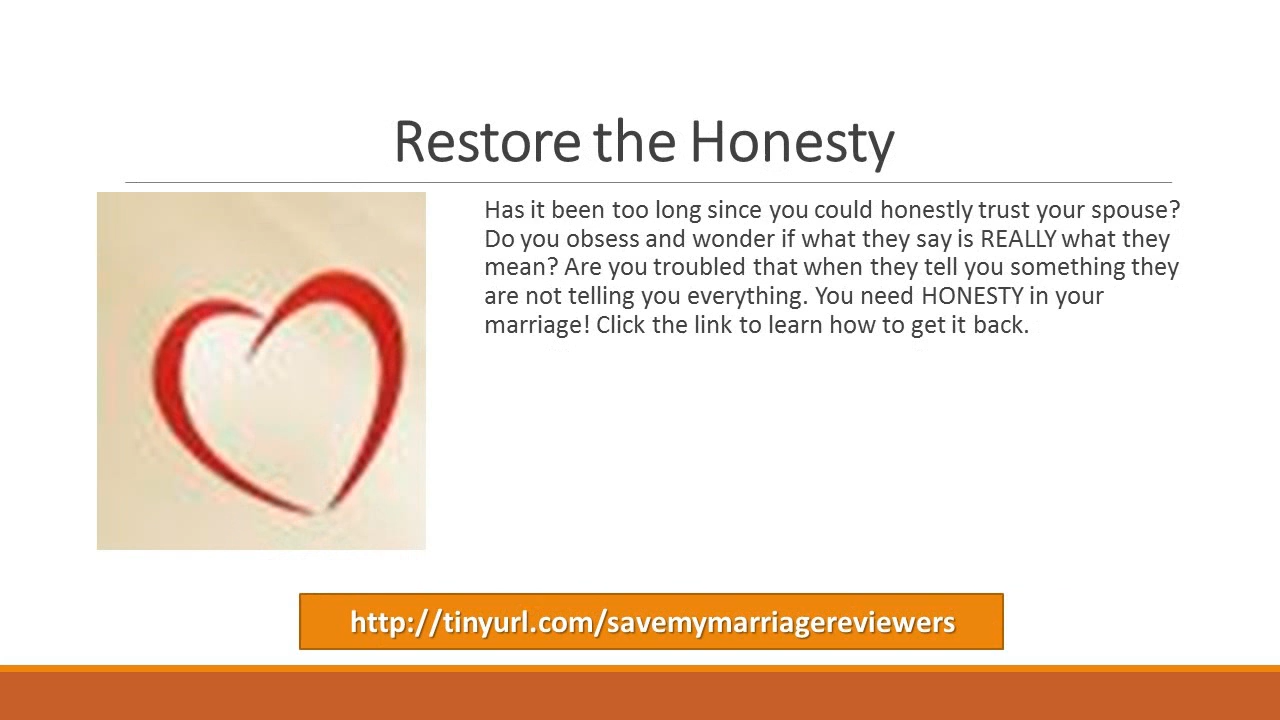 Restore the Honesty
Has it been too long since you could honestly trust your spouse?
Do you obsess and wonder if what they say is REALLY what they
mean? Are you troubled that when they tell you something they
are not telling you everything. You need HONESTY in your
marriage! Click the link to learn how to get it back.
http://tinyurl.com/savemymarriagereviewers